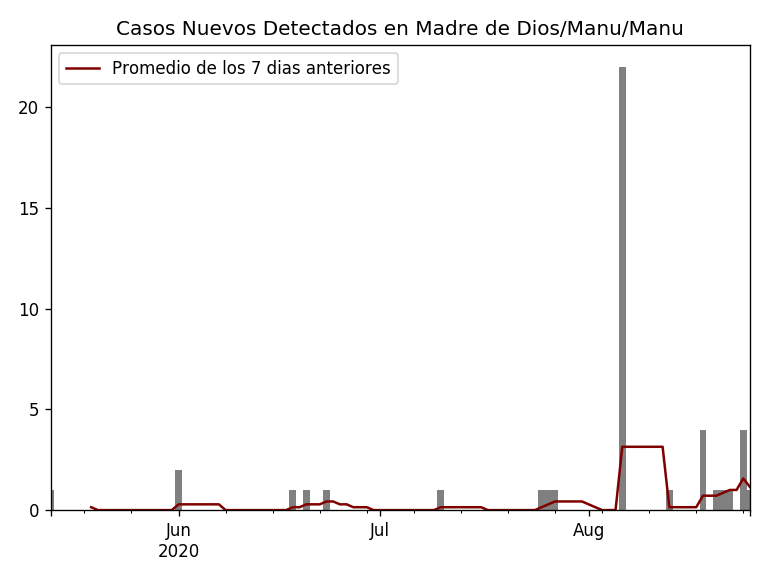 Casos Nuevos Detectados en Madre de Dios/Manu/Manu
Promedio de los 7 dias anteriores
20
15
10
5
0
Jun
2020
Jul
Aug